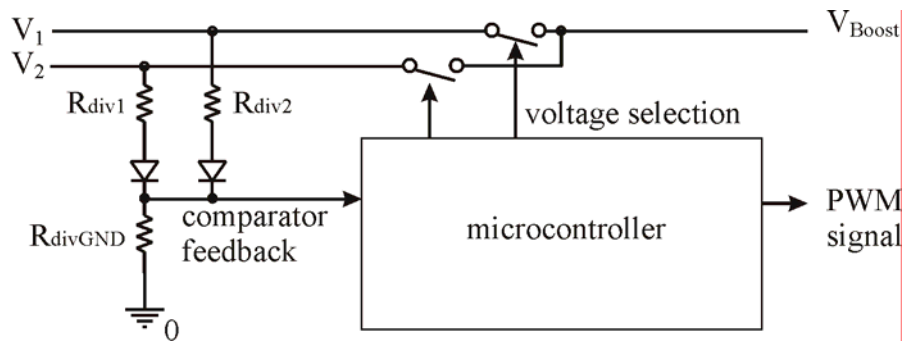 V1
VBoost
V2
Rdiv1
Rdiv2
voltage selection
comparator
feedback
microcontroller
PWM
signal
RdivGND
0